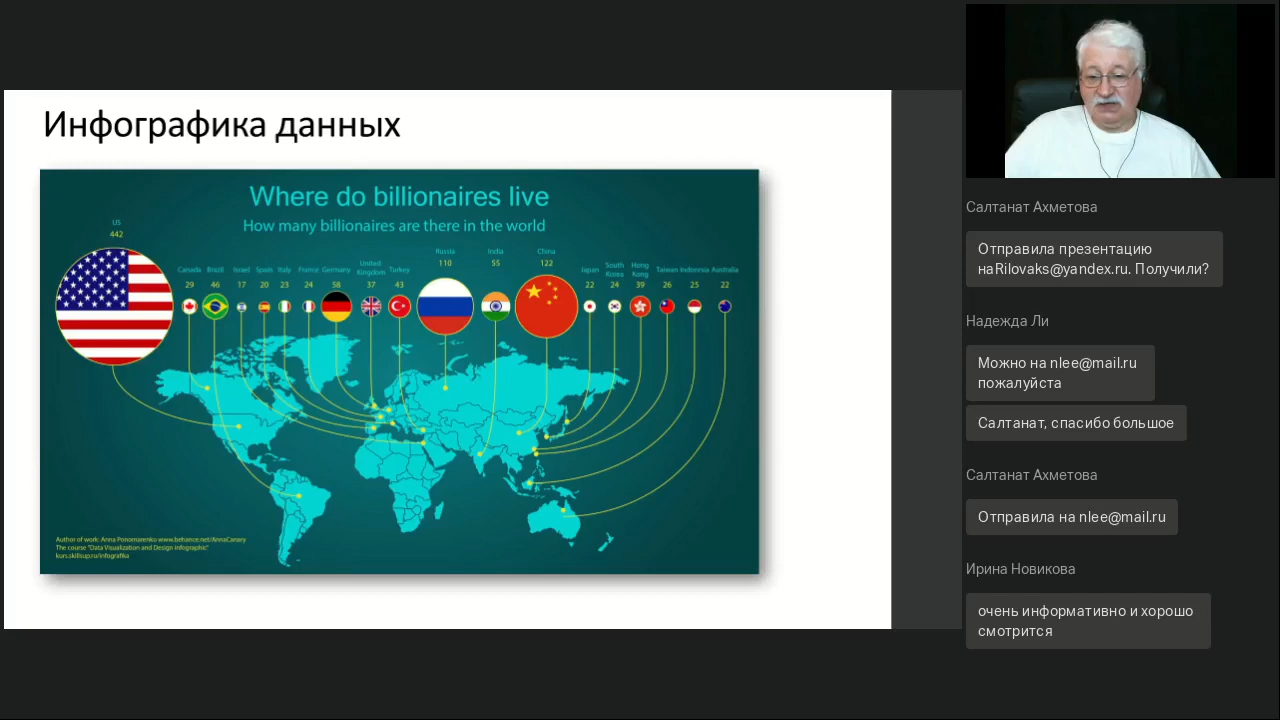 Инфографика данных
Where do billionaires live
How many billionaires are there in the world
US
442
Canada
29
Brazil
46
Israel
17
Spain
20
Italy
23
France
24
Germany
58
United
Kingdom
37
Turkey
43
Russia
110
India
55
China
122
Japan
22
South
Korea
24
Hong
Kong
39
Taiwan
26
Indonesia
25
Australia
22
Author of work: Anna Ponomarenko www.behance.net/AnnaCanery
The course "Data Visualization and Design Infographic"
kurs.skillsup.ru/infografika
Салтанат Ахметова
Отправила презентацию
наRilovaks@yandex.ru. Получили?
Надежда Ли
Можно на nlee@mail.ru
пожалуйста
Салтанат, спасибо большое
Салтанат Ахметова
Отправила на nlee@mail.ru
Ирина Новикова
очень информативно и хорошо
смотрится